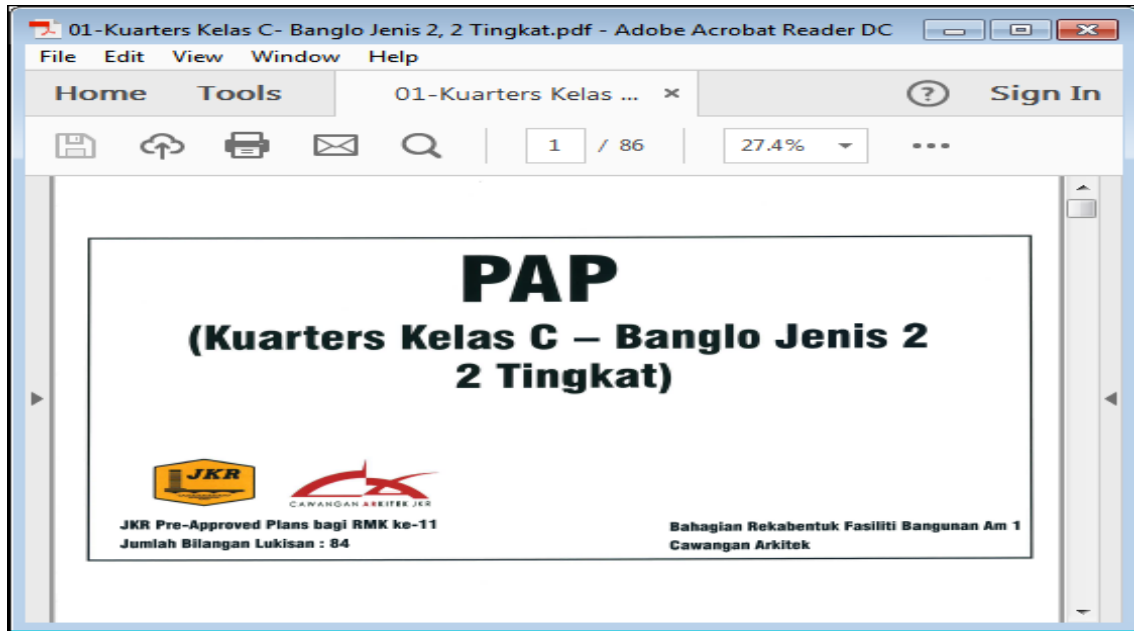 01-Kuarters Kelas C- Banglo Jenis 2, 2 Tingkat.pdf - Adobe Acrobat Reader DC
File Edit View Window Help
Home Tools 01-Kuarters Kelas ... × ? Sign In
1 / 86 27.4%
PAP
(Kuarters Kelas C – Banglo Jenis 2
2 Tingkat)
JKR
CAWANGAN ARKITEK JKR
JKR Pre-Approved Plans bagi RMK ke-11
Jumlah Bilangan Lukisan : 84
Bahagian Rekabentuk Fasiliti Bangunan Am 1
Cawangan Arkitek